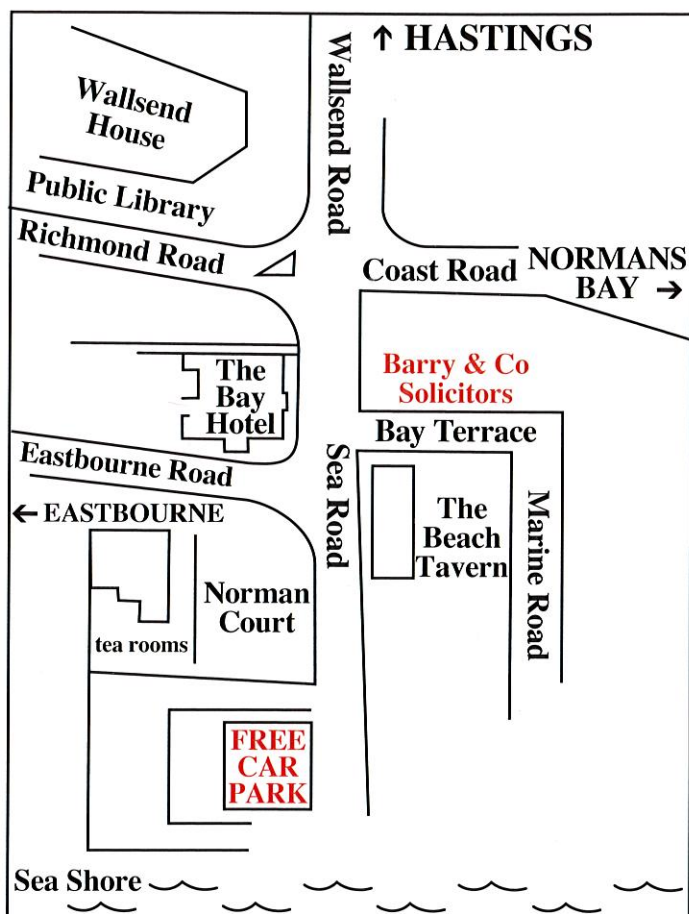 ↑ HASTINGS
Wallsend Road
Wallsend
House
Public Library
Richmond Road
Coast Road
NORMANS
BAY →
Barry & Co
Solicitors
The
Bay
Hotel
Bay Terrace
Eastbourne Road
← EASTBOURNE
Sea Road
The
Beach
Tavern
Marine Road
Norman
Court
tea rooms
FREE
CAR
PARK
Sea Shore